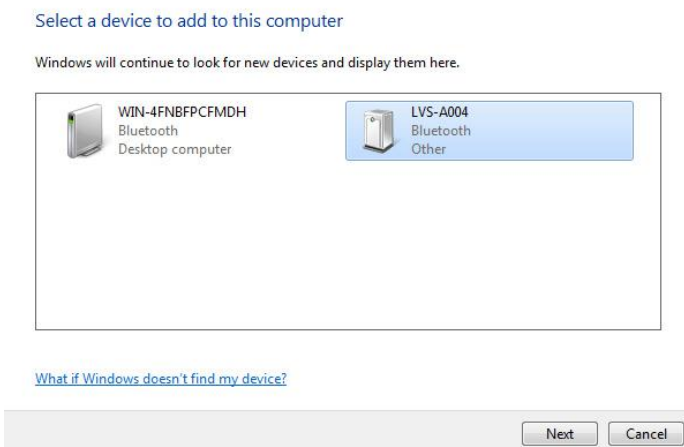 Select a device to add to this computer
Windows will continue to look for new devices and display them here.
WIN-4FNBFPCFMDH
Bluetooth
Desktop computer
LVS-A004
Bluetooth
Other
What if Windows doesn't find my device?
Next
Cancel